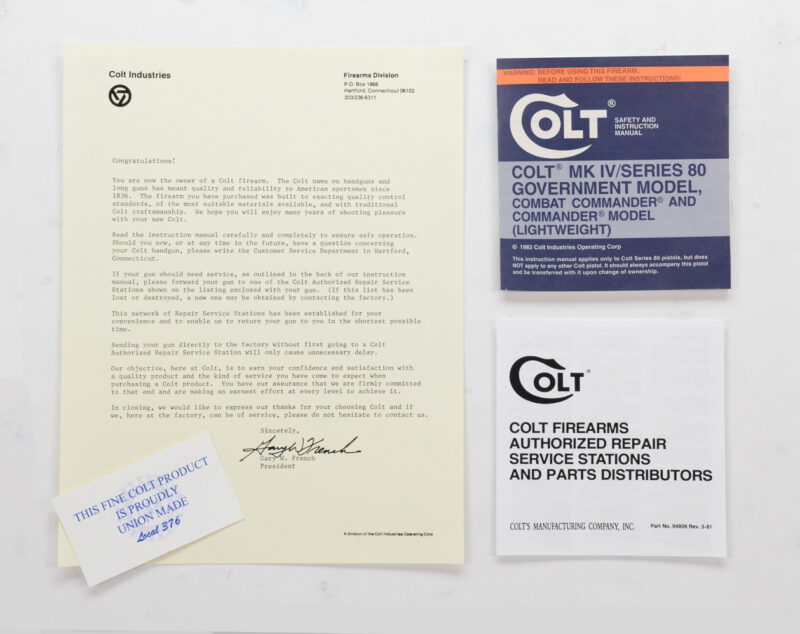 Colt Industries
Firearms Division
P.O. Box 1868
Hartford, Connecticut 06102
203/236-6311
Congratulations!
You are now the owner of a Colt firearm. The Colt name on handguns and
long guns has meant quality and reliability to American sportsmen since
1836. The firearm you have purchased was built to exacting quality control
standards, of the most suitable materials available, and with traditional
Colt craftsmanship. We hope you will enjoy many years of shooting pleasure
with your new Colt.
Read the instruction manual carefully and completely to ensure safe operation.
Should you now, or at any time in the future, have a question concerning
your Colt handgun, please write the Customer Service Department in Hartford,
Connecticut.
If your gun should need service, as outlined in the back of our instruction
manual, please forward your gun to one of the Colt Authorized Repair Service
Stations shown on the listing enclosed with your gun. (If this list has been
lost or destroyed, a new one may be obtained by contacting the factory.)
This network of Repair Service Stations has been established for your
convenience and to enable us to return your gun to you in the shortest possible
time.
Sending your gun directly to the factory without first going to a Colt
Authorized Repair Service Station will only cause unnecessary delay.
Our objective, here at Colt, is to earn your confidence and satisfaction with
a quality product and the kind of service you have come to expect when
purchasing a Colt product. You have our assurance that we are firmly committed
to that end and are making an earnest effort at every level to achieve it.
In closing, we would like to express our thanks for your choosing Colt and if
we, here at the factory, can be of service, please do not hesitate to contact us.
Sincerely,
Gary W. French
Gary W. French
President
A division of the Colt Industries Operating Corp
THIS FINE COLT PRODUCT
IS PROUDLY
UNION MADE
Local 376
WARNING: BEFORE USING THIS FIREARM,
READ AND FOLLOW THESE INSTRUCTIONS!
COLT®
SAFETY AND
INSTRUCTION
MANUAL
COLT® MK IV/SERIES 80
GOVERNMENT MODEL,
COMBAT COMMANDER® AND
COMMANDER® MODEL
(LIGHTWEIGHT)
© 1983 Colt Industries Operating Corp
This instruction manual applies only to Colt Series 80 pistols, but does
NOT apply to any other Colt pistol. It should always accompany this pistol
and be transferred with it upon change of ownership.
COLT®
COLT FIREARMS
AUTHORIZED REPAIR
SERVICE STATIONS
AND PARTS DISTRIBUTORS
COLT'S MANUFACTURING COMPANY, INC.
Part No. 94806 Rev. 3-91